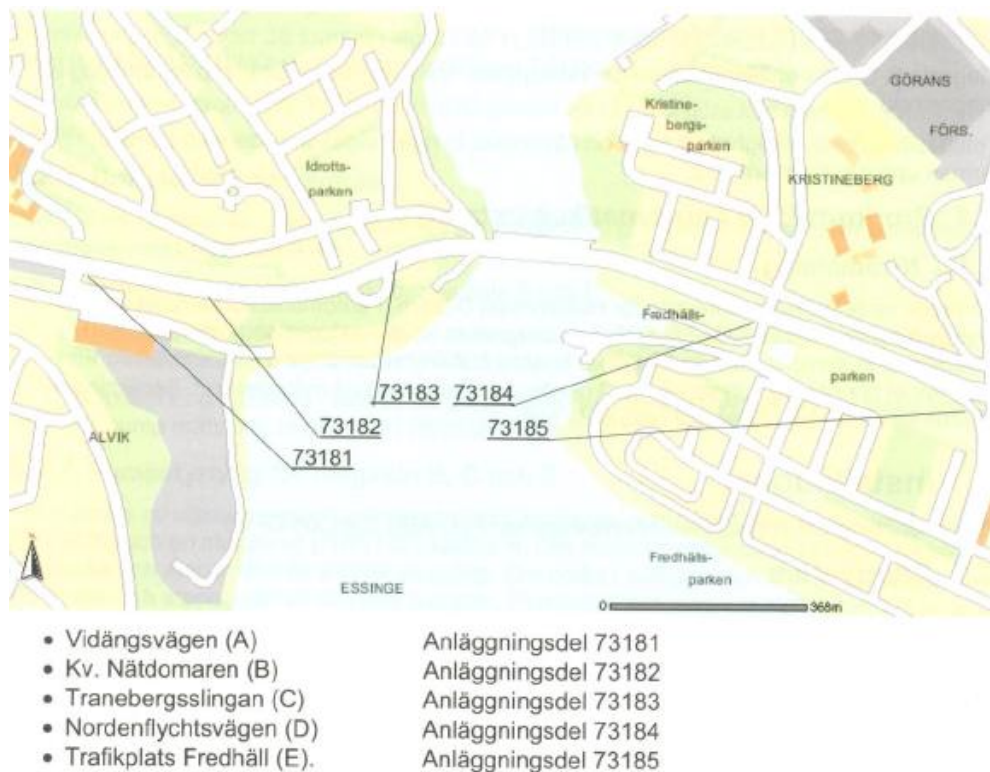 GÖRANS
FÖRS.
Kristine-
bergs-
parken
Idrotts-
parken
KRISTINEBERG
Fredhälls-
parken
73183
73184
73182
73185
73181
ALVIK
Fredhälls-
parken
ESSINGE
0
368m
• Vidängsvägen (A) Anläggningsdel 73181
• Kv. Nätdomaren (B) Anläggningsdel 73182
• Tranebergsslingan (C) Anläggningsdel 73183
• Nordenflychtsvägen (D) Anläggningsdel 73184
• Trafikplats Fredhäll (E). Anläggningsdel 73185